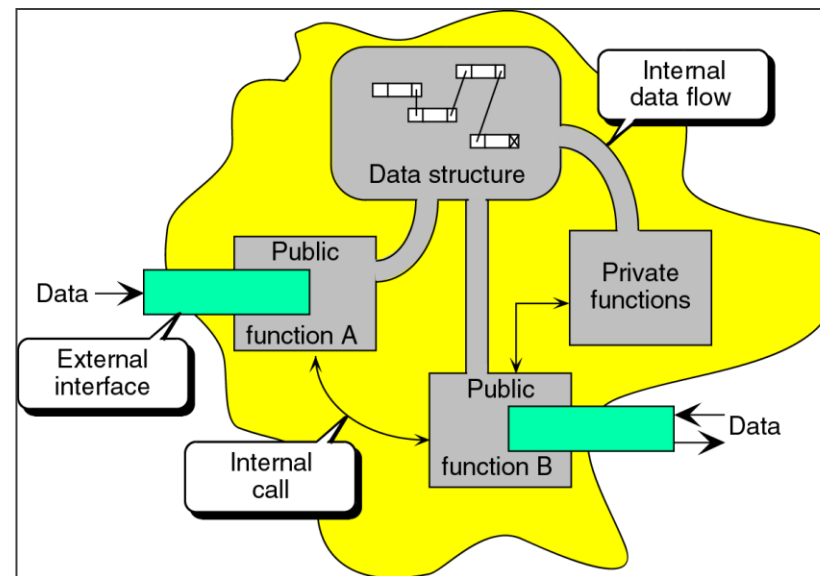 Internal
data flow
Data structure
Public
function A
Private
functions
Data
External
interface
Public
function B
Data
Internal
call